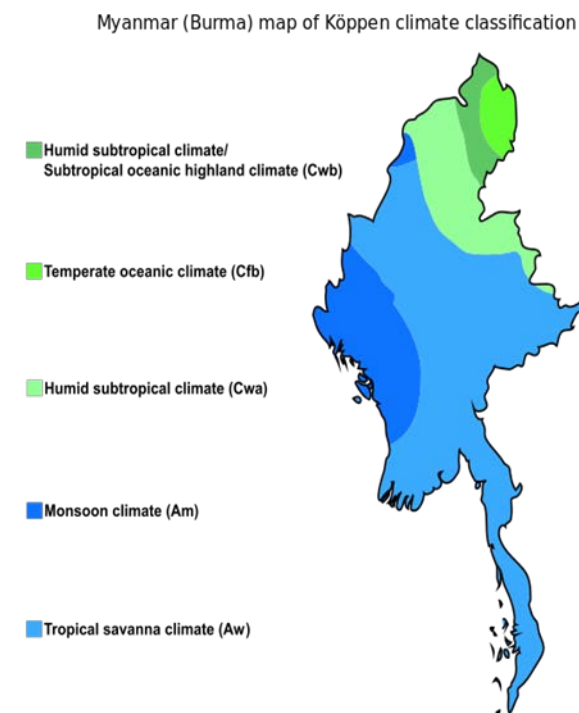 Myanmar (Burma) map of Köppen climate classification
Humid subtropical climate/
Subtropical oceanic highland climate (Cwb)
Temperate oceanic climate (Cfb)
Humid subtropical climate (Cwa)
Monsoon climate (Am)
Tropical savanna climate (Aw)